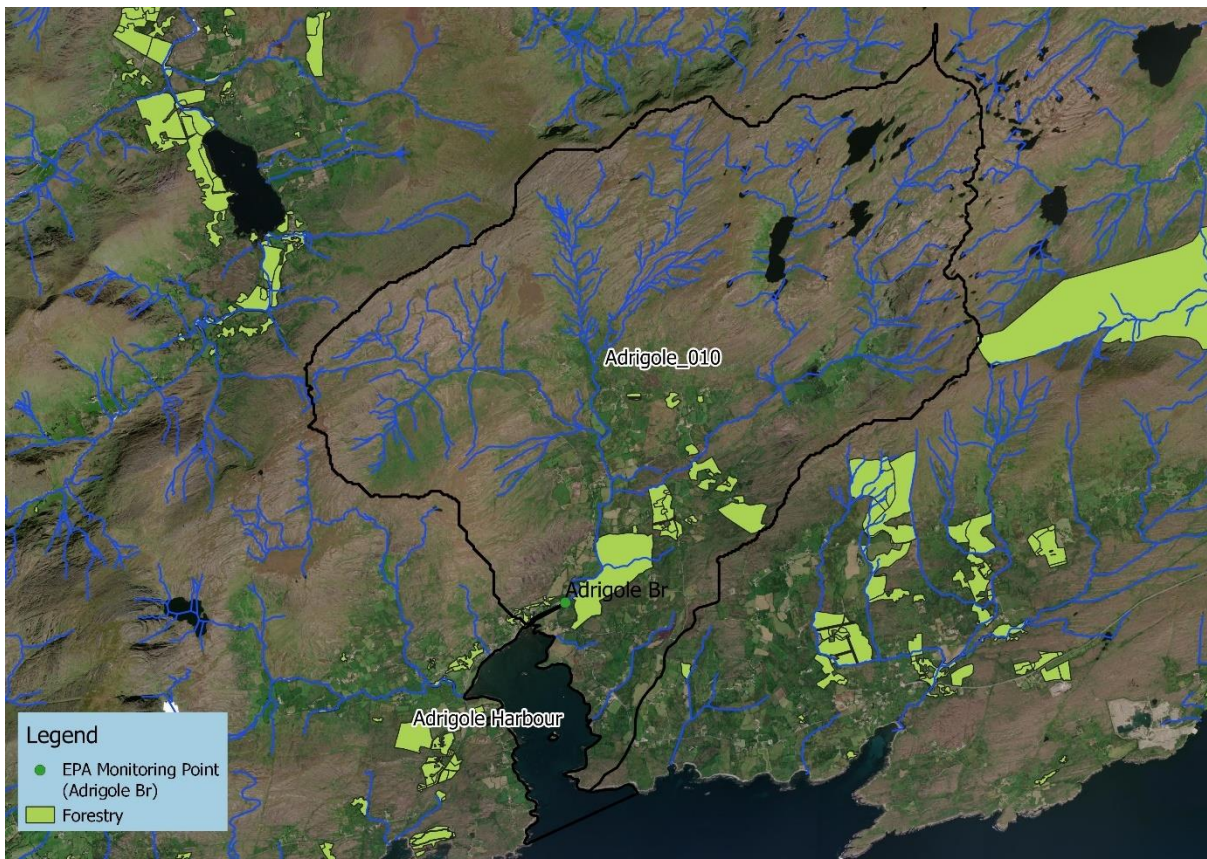 Adrigole_010
Adrigole Br
Adrigole Harbour
Legend
EPA Monitoring Point
(Adrigole Br)
Forestry